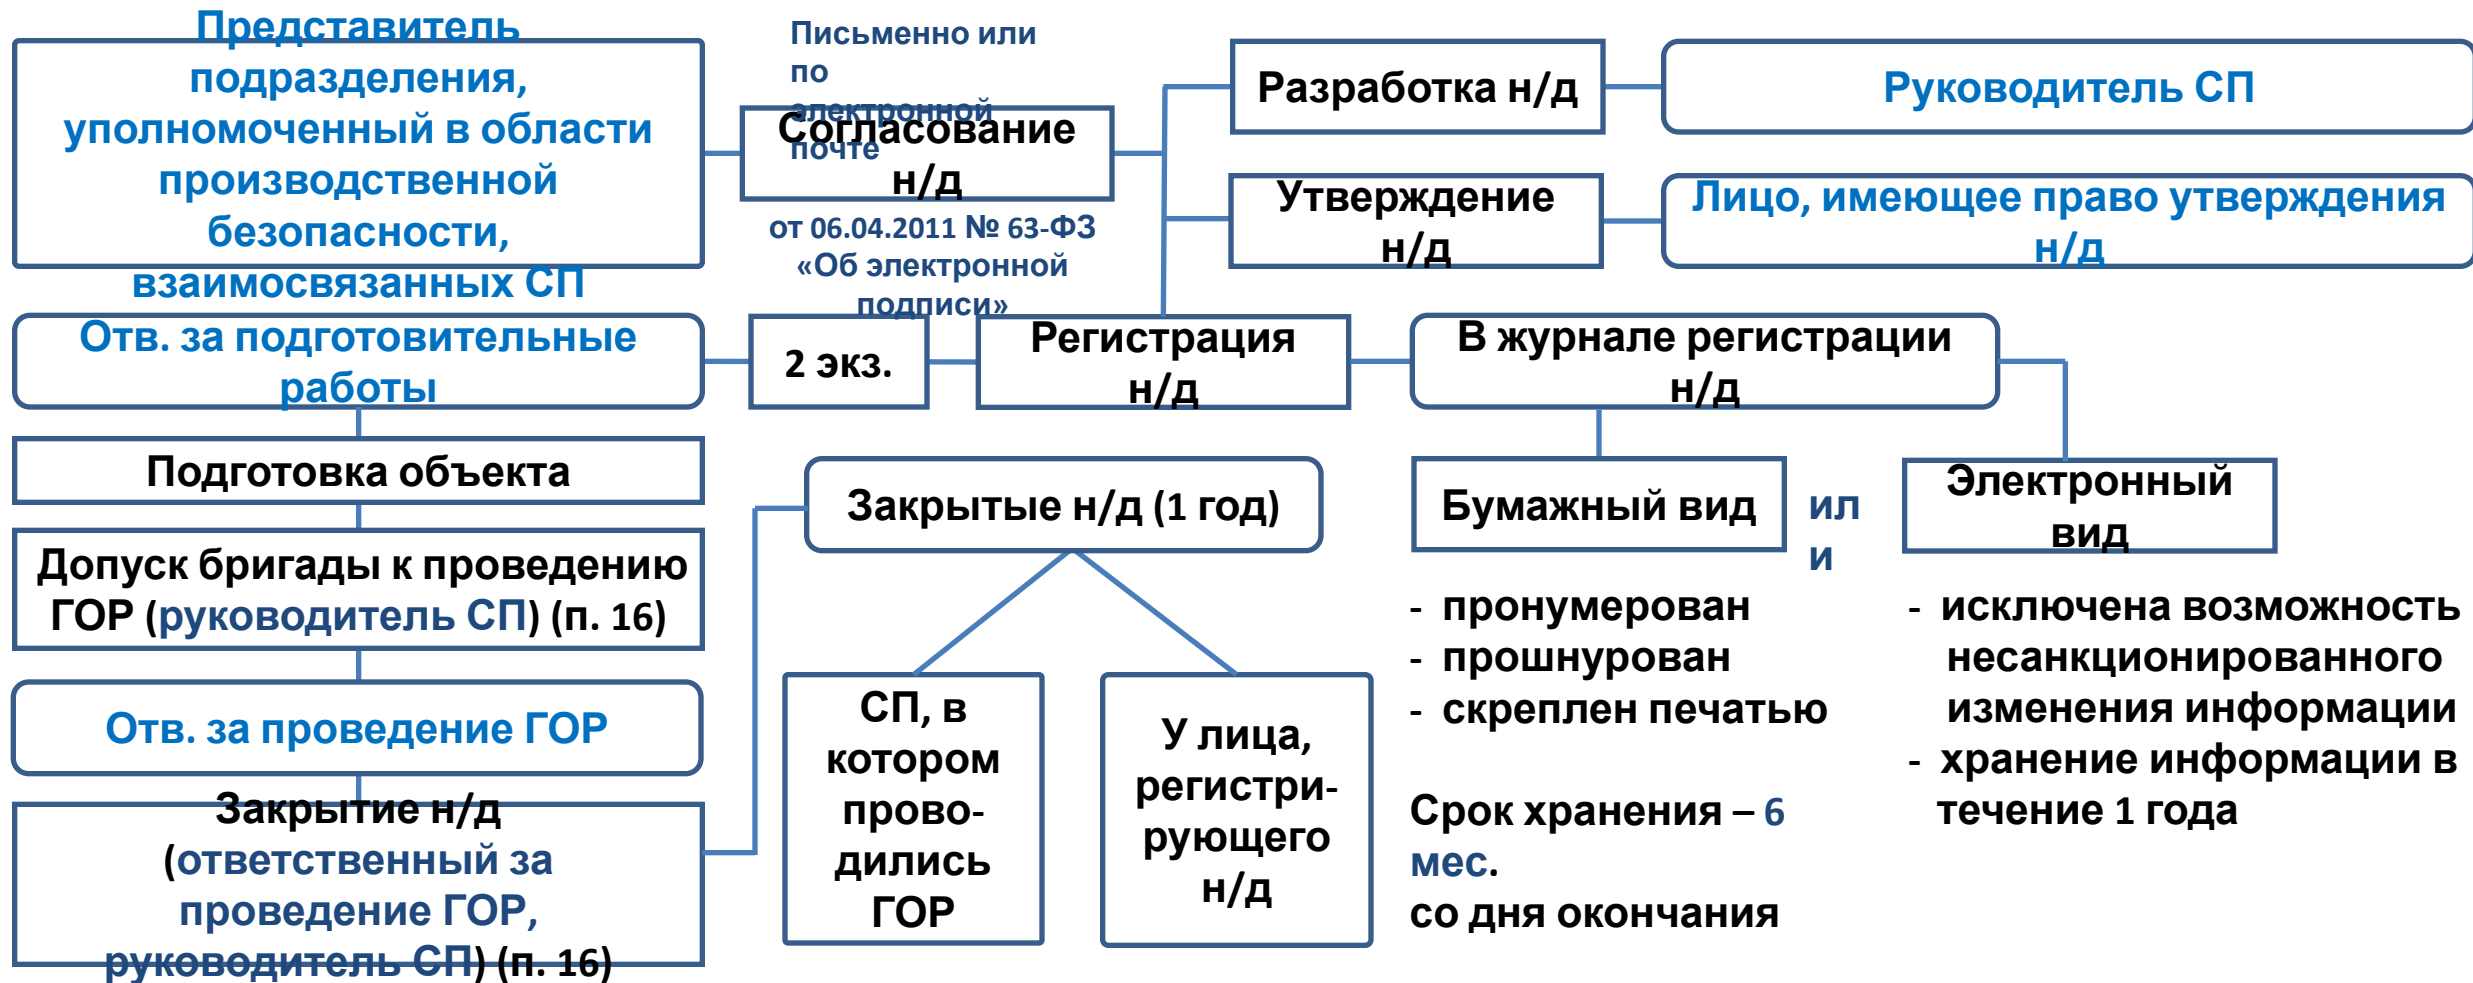 Представитель
подразделения,
уполномоченный в области
производственной
безопасности,
взаимосвязанных СП
Письменно или
по
электронной
почте
Согласование
н/д
от 06.04.2011 № 63-ФЗ
«Об электронной
подписи»
Разработка н/д
Руководитель СП
Утверждение
н/д
Лицо, имеющее право утверждения
н/д
Отв. за подготовительные
работы
2 экз.
Регистрация
н/д
В журнале регистрации
н/д
Подготовка объекта
Допуск бригады к проведению
ГОР (руководитель СП) (п. 16)
Отв. за проведение ГОР
Закрытие н/д
(ответственный за
проведение ГОР,
руководитель СП) (п. 16)
Закрытые н/д (1 год)
СП, в
котором
прово-
дились
ГОР
У лица,
регистри-
рующего
н/д
Бумажный вид
ил
и
Электронный
вид
- пронумерован
- прошнурован
- скреплен печатью
Срок хранения – 6
мес.
со дня окончания
- исключена возможность
несанкционированного
изменения информации
- хранение информации в
течение 1 года